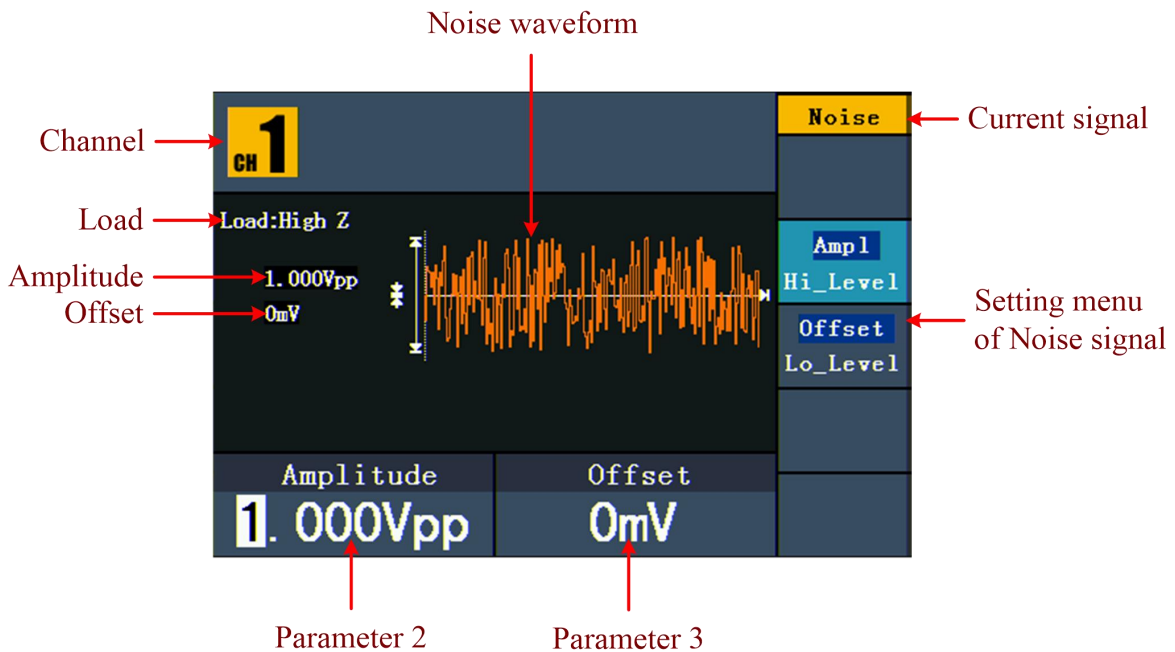 Noise waveform
Channel
CH 1
Noise
Current signal
Load
Load:High Z
Amplitude
1.000Vpp
Offset
0mV
Ampl
Hi_Level
Offset
Lo_Level
Setting menu
of Noise signal
Amplitude
Offset
1.000Vpp
0mV
Parameter 2
Parameter 3